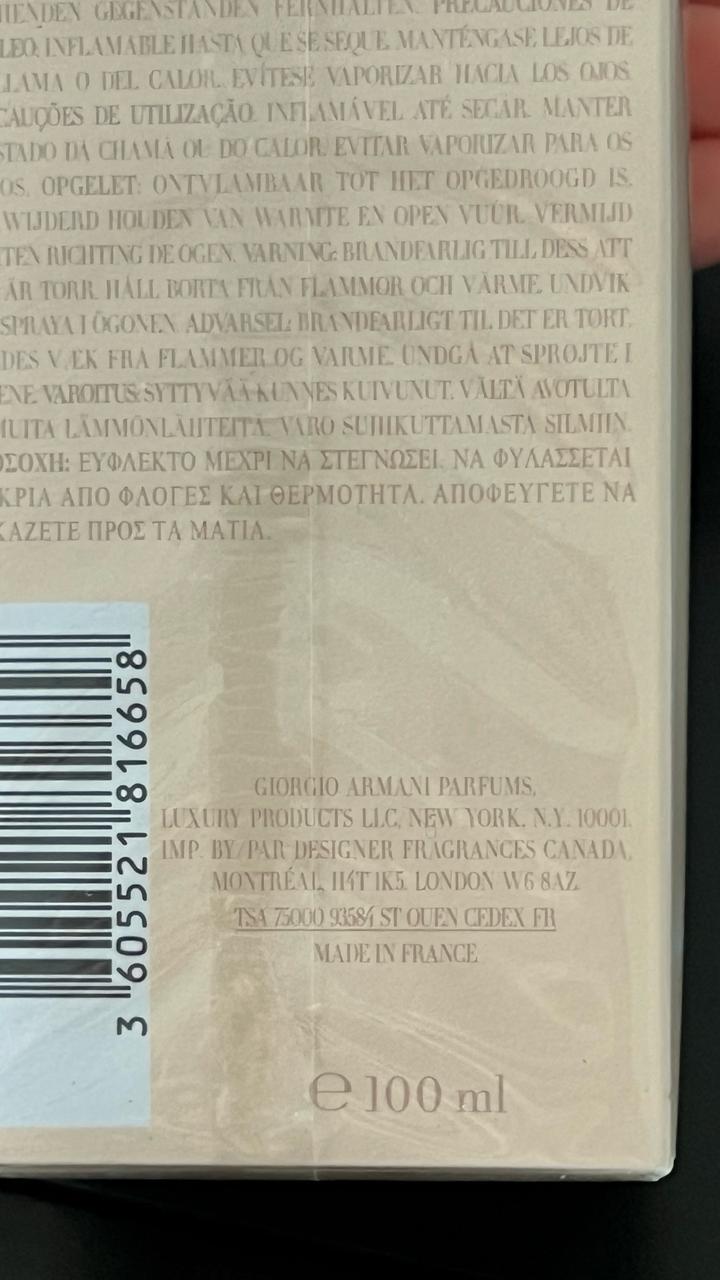 HENDEN GEGENSTÄNDEN FERNHALTEN. PRECAUCIONES DE
LEO. INFLAMABLE HASTA QUE SE SEQUE. MANTÉNGASE LEJOS DE
LLAMA O DEL CALOR. EVÍTESE VAPORIZAR HACIA LOS OJOS.
CAUÇÕES DE UTILIZAÇÃO. INFLAMÁVEL ATÉ SECAR. MANTER
STADO DA CHAMA OU DO CALOR. EVITAR VAPORIZAR PARA OS
OS. OPGELET: ONTVLAMBAAR TOT HET OPGEDROOGD IS.
WIJDERD HOUDEN VAN WARMTE EN OPEN VUUR. VERMIJD
TEN RICHTING DE OGEN. VARNING: BRANDFARLIG TILL DESS ATT
ÄR TORR. HÅLL BORTA FRÅN FLAMMOR OCH VÄRME. UNDVIK
SPRAYA I ÖGONEN. ADVARSEL: BRANDFARLIGT TIL DET ER TØRT.
DES VÆK FRA FLAMMER OG VARME. UNDGÅ AT SPRØJTE I
ENE. VAROITUS: SYTTYVÄÄ KUNNES KUIVUNUT. VÄLTÄ AVOTULTA
MUITA LÄMMÖNLÄHTEITÄ. VARO SUIHKUTTAMASTA SILMIIN.
ΟΣΟΧΗ: ΕΥΦΛΕΚΤΟ ΜΕΧΡΙ ΝΑ ΣΤΕΓΝΩΣΕΙ. ΝΑ ΦΥΛΑΣΣΕΤΑΙ
ΚΡΙΑ ΑΠΟ ΦΛΟΓΕΣ ΚΑΙ ΘΕΡΜΟΤΗΤΑ. ΑΠΟΦΕΥΓΕΤΕ ΝΑ
ΚΑΖΕΤΕ ΠΡΟΣ ΤΑ ΜΑΤΙΑ.
3 605521 816658
GIORGIO ARMANI PARFUMS,
LUXURY PRODUCTS LLC, NEW YORK, N.Y. 10001.
IMP. BY/PAR DESIGNER FRAGRANCES CANADA,
MONTRÉAL, H4T 1K5. LONDON W6 8AZ
TSA 75000 93584 ST OUEN CEDEX FR
MADE IN FRANCE
℮ 100 ml